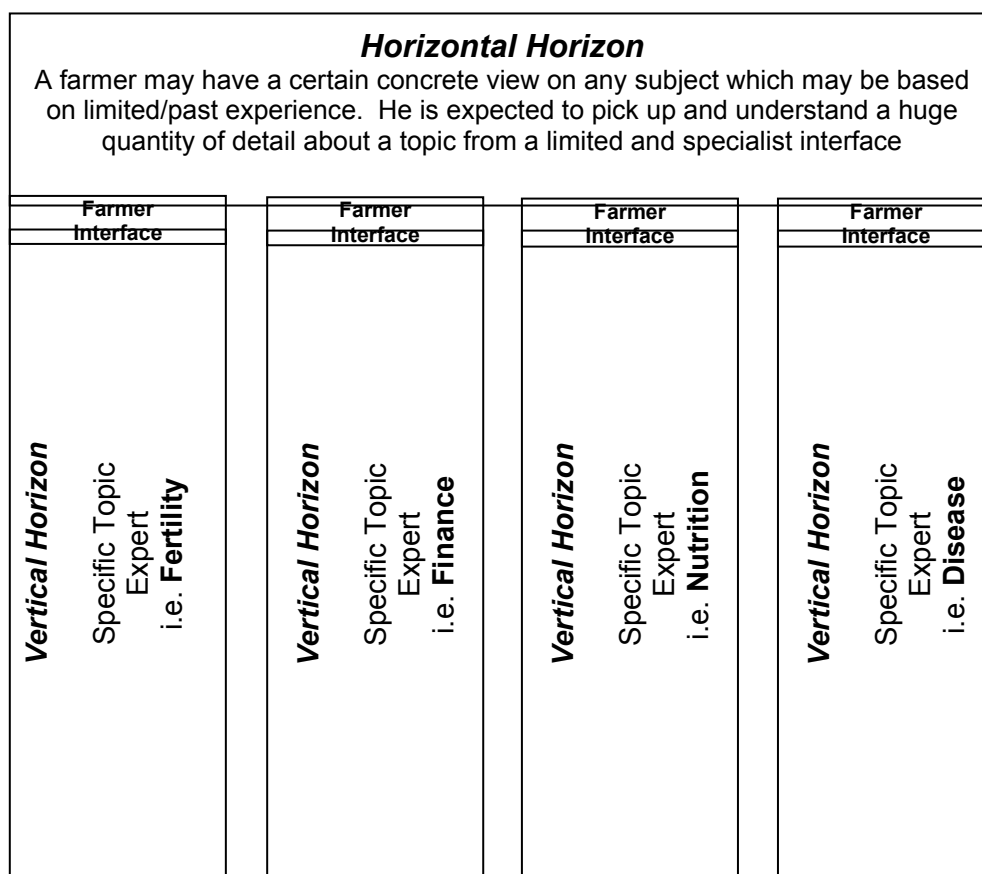 Horizontal Horizon
A farmer may have a certain concrete view on any subject which may be based
on limited/past experience.  He is expected to pick up and understand a huge
quantity of detail about a topic from a limited and specialist interface
Farmer
Interface
Farmer
Interface
Farmer
Interface
Farmer
Interface
Vertical Horizon
Specific Topic
Expert
i.e. Fertility
Vertical Horizon
Specific Topic
Expert
i.e. Finance
Vertical Horizon
Specific Topic
Expert
i.e. Nutrition
Vertical Horizon
Specific Topic
Expert
i.e. Disease